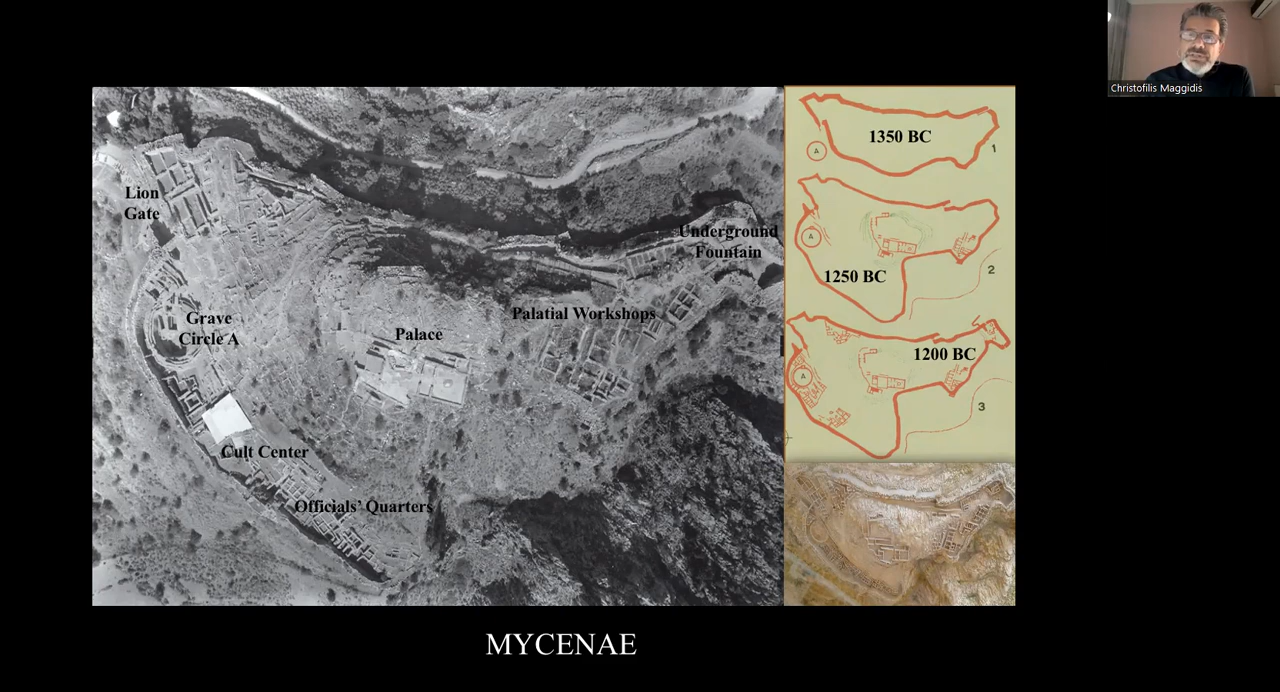 Christofilis Maggidis
Lion
Gate
Grave
Circle A
Palace
Palatial Workshops
Underground
Fountain
Cult Center
Officials' Quarters
1350 BC
A
1
A
1250 BC
2
1200 BC
A
3
MYCENAE